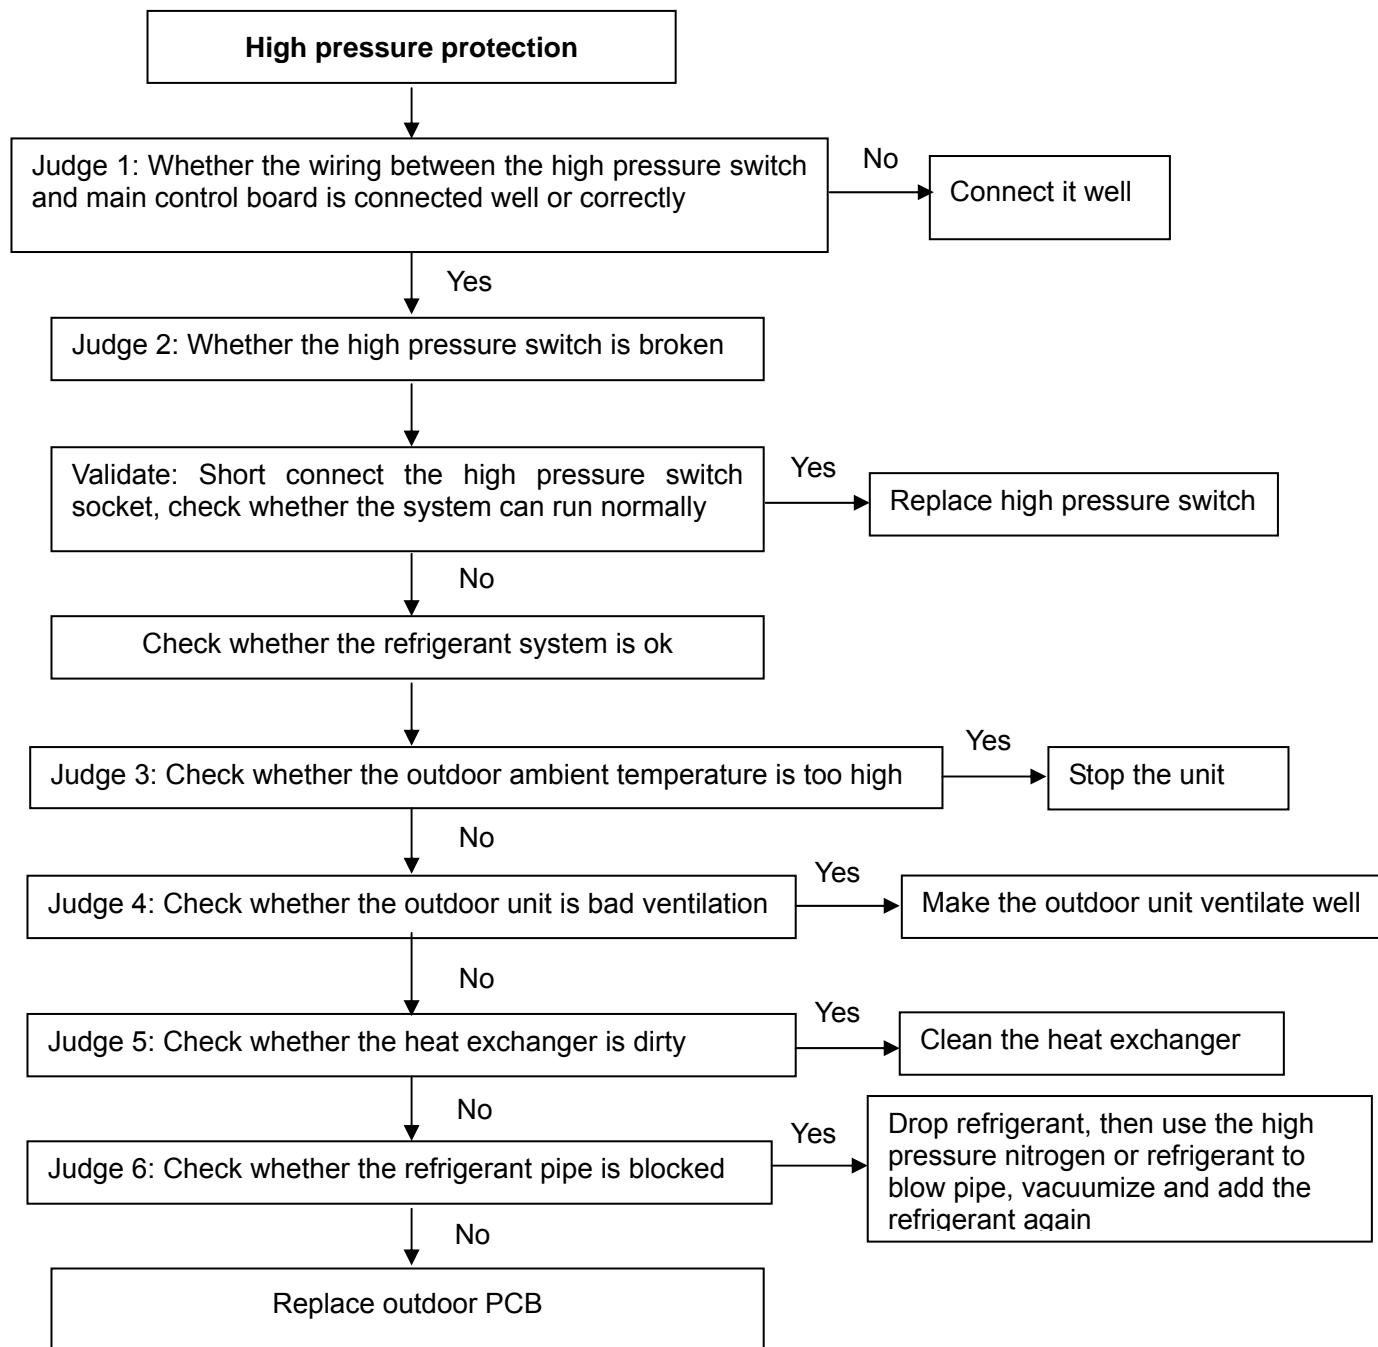 High pressure protection
Judge 1: Whether the wiring between the high pressure switch
and main control board is connected well or correctly
No
Connect it well
Yes
Judge 2: Whether the high pressure switch is broken
Validate: Short connect the high pressure switch
socket, check whether the system can run normally
Yes
Replace high pressure switch
No
Check whether the refrigerant system is ok
Judge 3: Check whether the outdoor ambient temperature is too high
Yes
Stop the unit
No
Judge 4: Check whether the outdoor unit is bad ventilation
Yes
Make the outdoor unit ventilate well
No
Judge 5: Check whether the heat exchanger is dirty
Yes
Clean the heat exchanger
No
Judge 6: Check whether the refrigerant pipe is blocked
Yes
Drop refrigerant, then use the high
pressure nitrogen or refrigerant to
blow pipe, vacuumize and add the
refrigerant again
No
Replace outdoor PCB